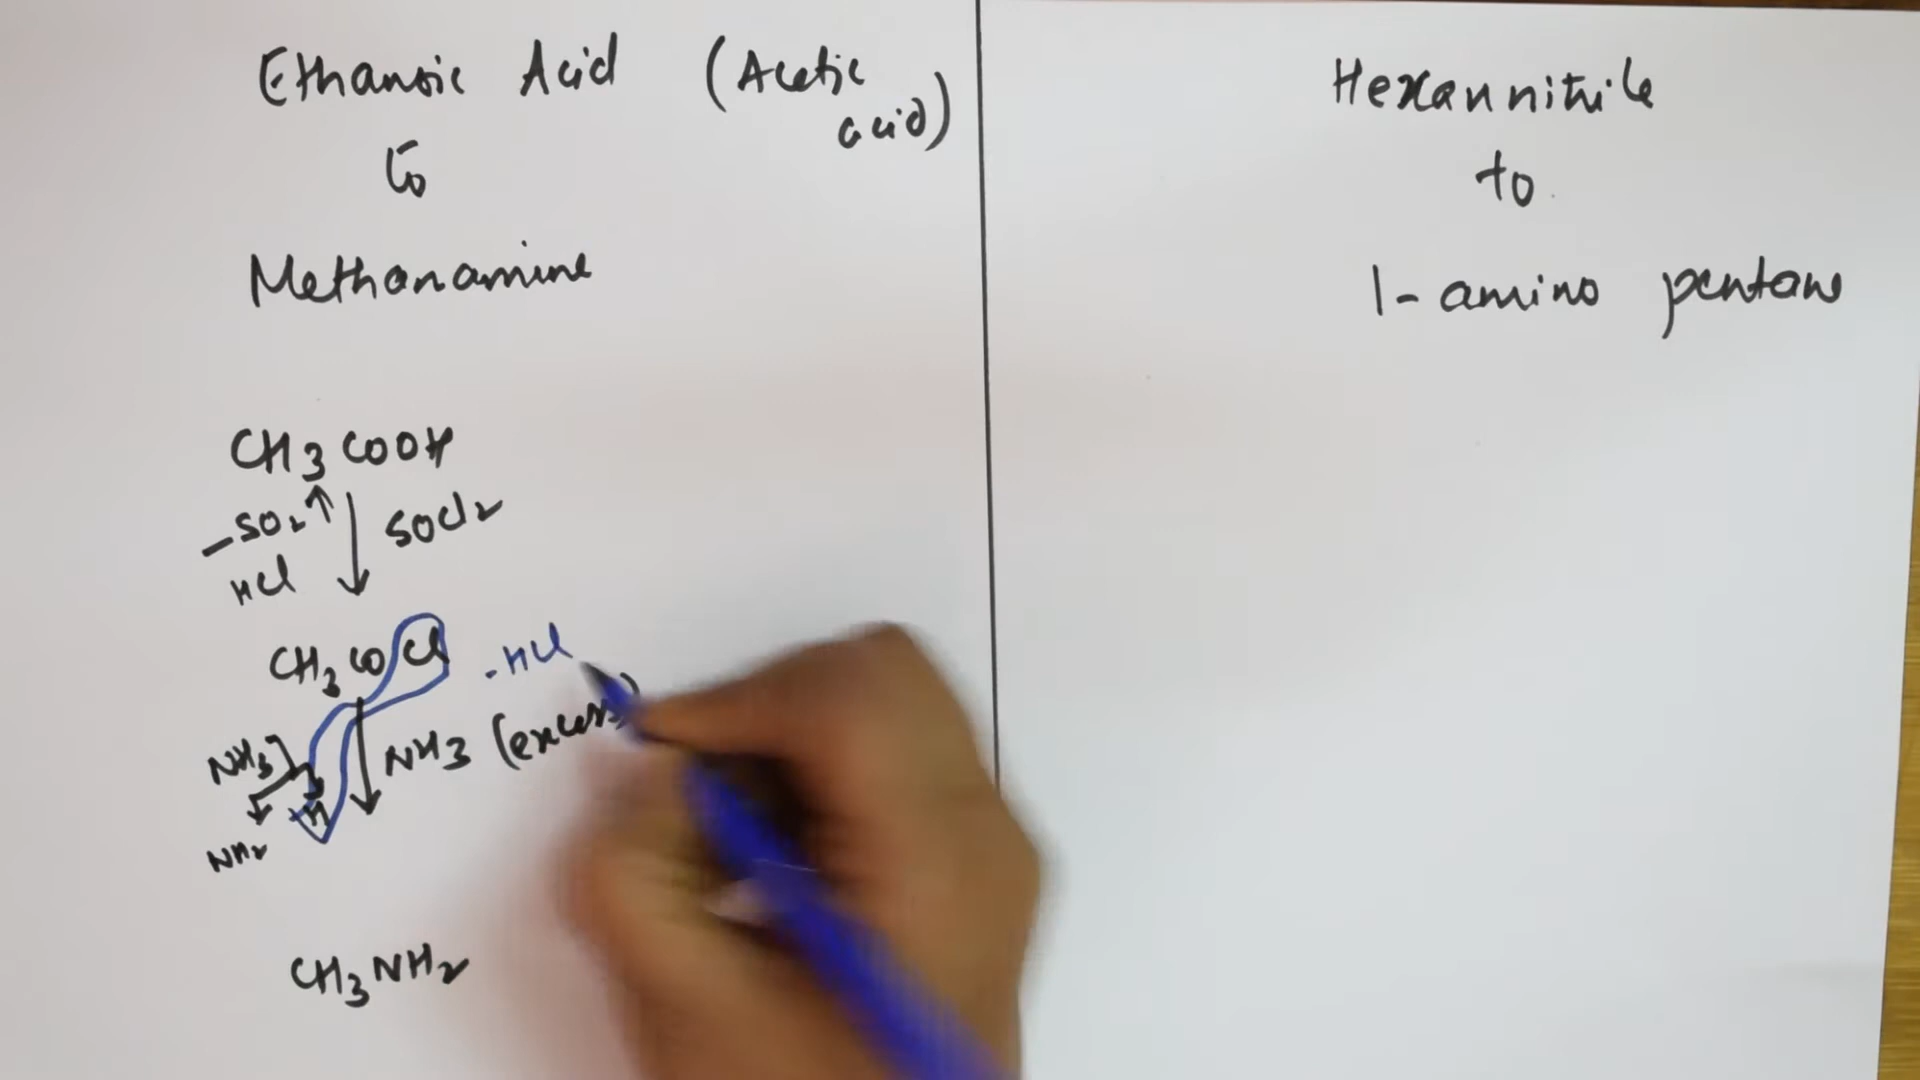 Ethanoic Acid (Acetic
acid)
to
Methanamine
CH3COOH
-SO2↑
SOCl2
HCl
CH3COCl
-HCl
NH3
NH3 (excess)
H
NH2
CH3NH2
Hexannitrile
to
1-amino pentane